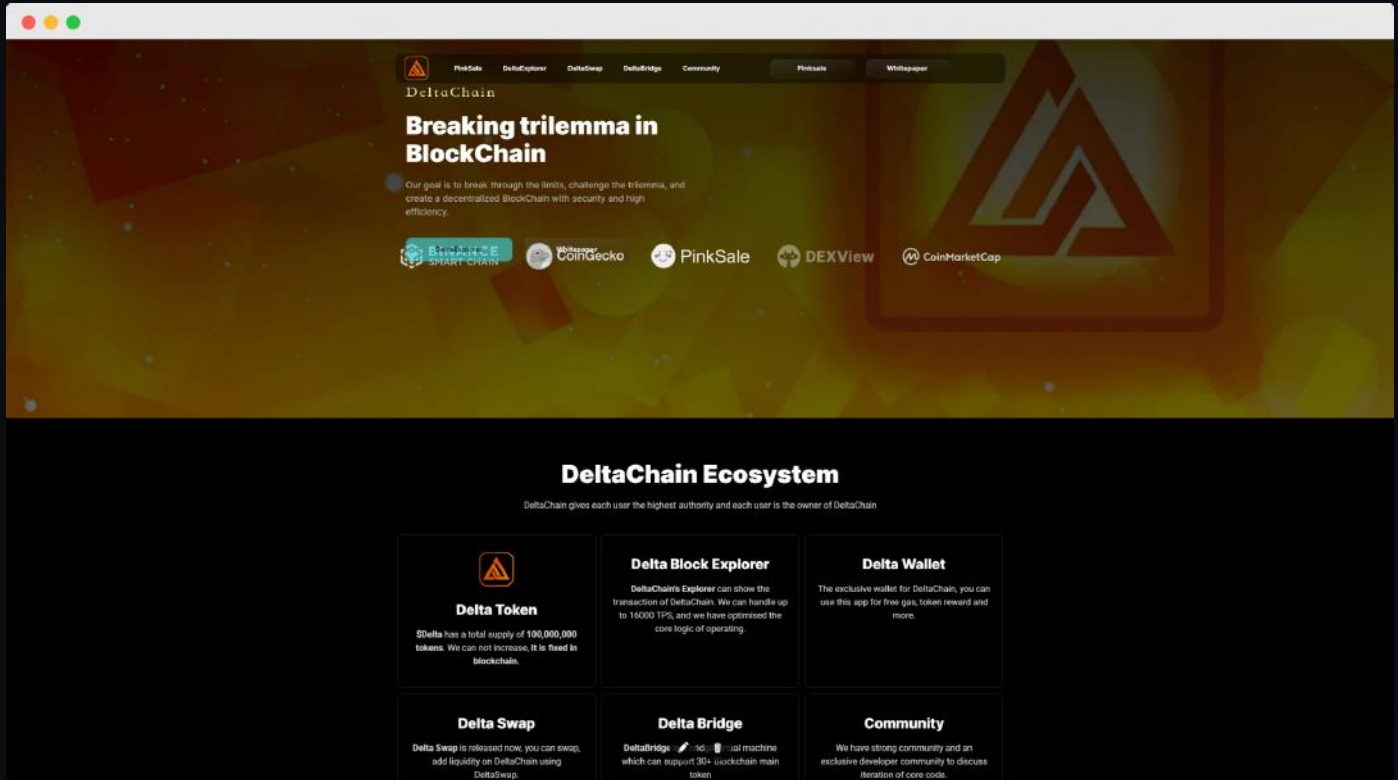 PinkSale DeltaExplorer DeltaSwap DeltaBridge Community Pinksale Whitepaper
DeltaChain
Breaking trilemma in
BlockChain
Our goal is to break through the limits, challenge the trilemma, and
create a decentralized BlockChain with security and high
efficiency.
Whitepaper
BINANCE
SMART CHAIN
CoinGecko
PinkSale
DEXView
CoinMarketCap
DeltaChain Ecosystem
DeltaChain gives each user the highest authority and each user is the owner of DeltaChain
Delta Token
$Delta has a total supply of 100,000,000
tokens. We can not increase, it is fixed in
blockchain.
Delta Block Explorer
DeltaChain's Explorer can show the
transaction of DeltaChain. We can handle up
to 16000 TPS, and we have optimised the
core logic of operating.
Delta Wallet
The exclusive wallet for DeltaChain, you can
use this app for free gas, token reward and
more.
Delta Swap
Delta Swap is released now, you can swap,
add liquidity on DeltaChain using
DeltaSwap.
Delta Bridge
DeltaBridge machine
which can support 30+ blockchain main
token
Community
We have strong community and an
exclusive developer community to discuss
iteration of core code.